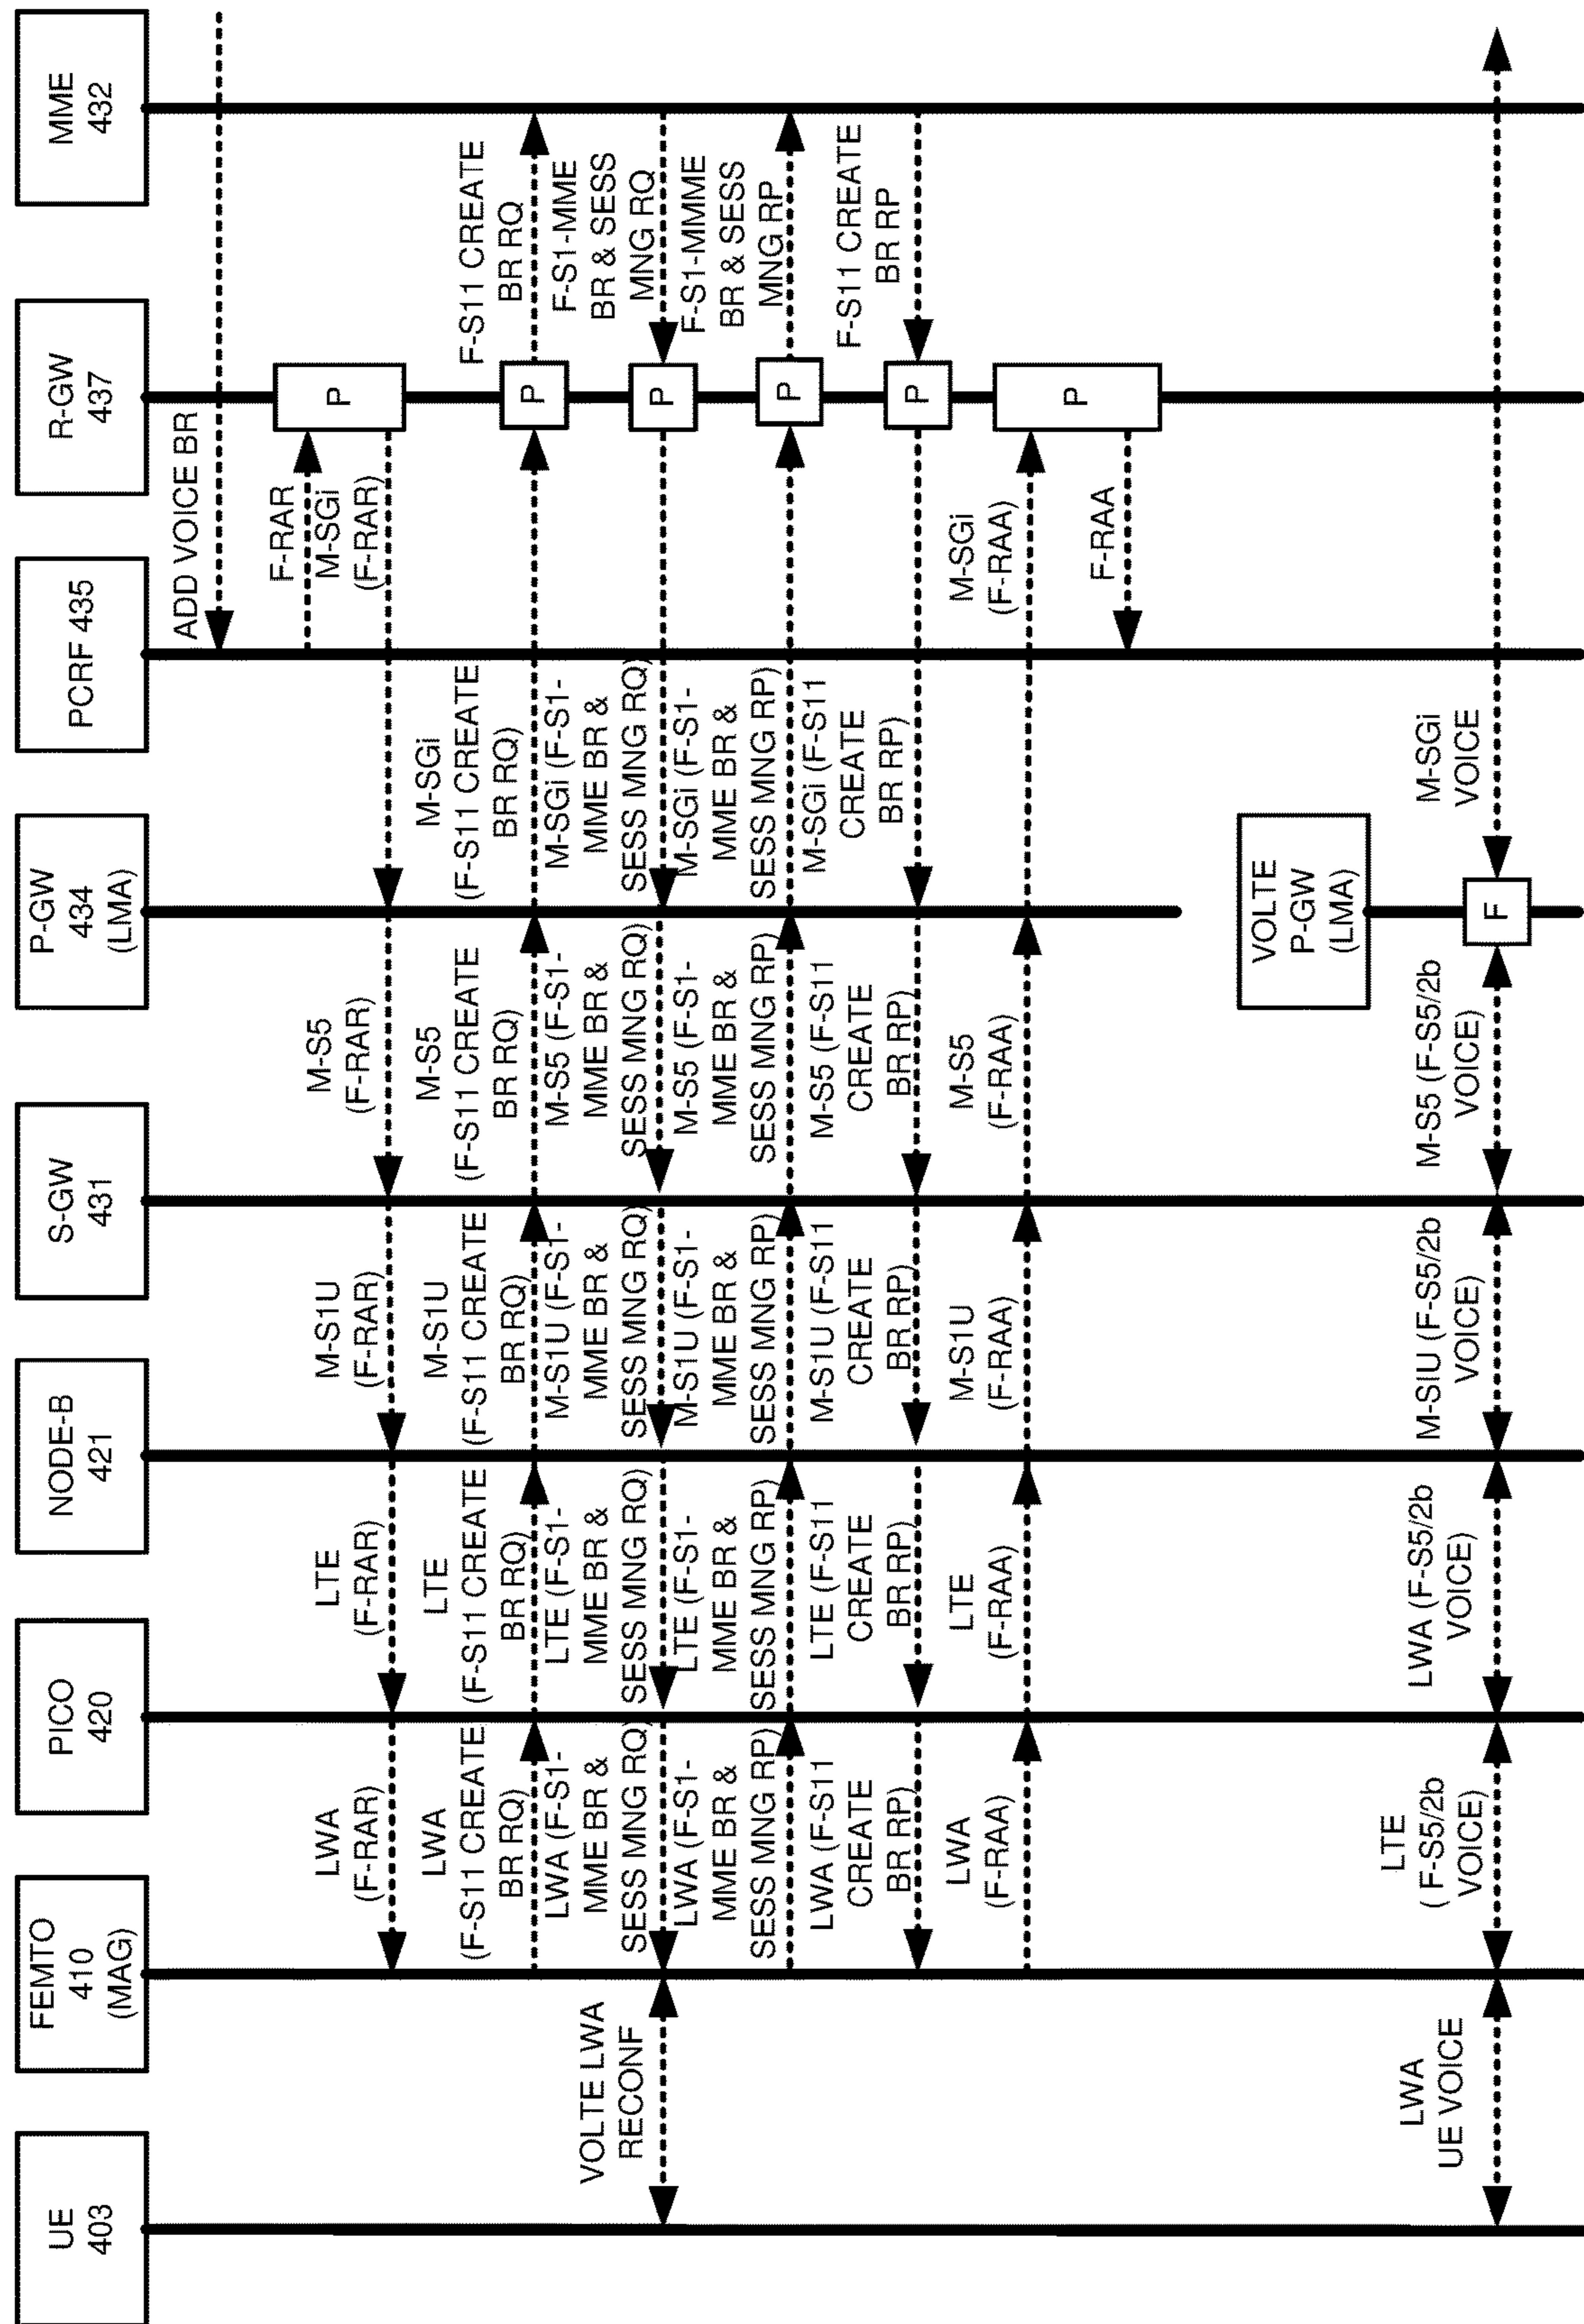 UE
403
FEMTO
410
(MAG)
PICO
420
NODE-B
421
S-GW
431
P-GW
434
(LMA)
PCRF 435
R-GW
437
MME
432
ADD VOICE BR
F-RAR
LWA
(F-RAR)
LTE
(F-RAR)
M-S1U
(F-RAR)
M-S5
(F-RAR)
M-SGi
(F-RAR)
P
LWA
(F-S11 CREATE
BR RQ)
LTE
(F-S11 CREATE
BR RQ)
M-S1U
(F-S11 CREATE
BR RQ)
M-S5
(F-S11 CREATE
BR RQ)
M-SGi
(F-S11 CREATE
BR RQ)
P
F-S11 CREATE
BR RQ
VOLTE LWA
RECONF
LWA (F-S1-
MME BR &
SESS MNG RQ)
LTE (F-S1-
MME BR &
SESS MNG RQ)
M-S1U (F-S1-
MME BR &
SESS MNG RQ)
M-S5 (F-S1-
MME BR &
SESS MNG RQ)
M-SGi (F-S1-
MME BR &
SESS MNG RQ)
P
F-S1-MME
BR & SESS
MNG RQ
LWA (F-S1-
MME BR &
SESS MNG RP)
LTE (F-S1-
MME BR &
SESS MNG RP)
M-S1U (F-S1-
MME BR &
SESS MNG RP)
M-S5 (F-S1-
MME BR &
SESS MNG RP)
M-SGi (F-S1-
MME BR &
SESS MNG RP)
P
F-S1-MMME
BR & SESS
MNG RP
LWA (F-S11
CREATE
BR RP)
LTE (F-S11
CREATE
BR RP)
M-S1U (F-S11
CREATE
BR RP)
M-S5 (F-S11
CREATE
BR RP)
M-SGi (F-S11
CREATE
BR RP)
P
F-S11 CREATE
BR RP
LWA
(F-RAA)
LTE
(F-RAA)
M-S1U
(F-RAA)
M-S5
(F-RAA)
M-SGi
(F-RAA)
P
F-RAA
VOLTE
P-GW
(LMA)
LWA
UE VOICE
LTE
( F-S5/2b
VOICE)
LWA (F-S5/2b
VOICE)
M-SIU (F-S5/2b
VOICE)
M-S5 (F-S5/2b
VOICE)
F
M-SGi
VOICE